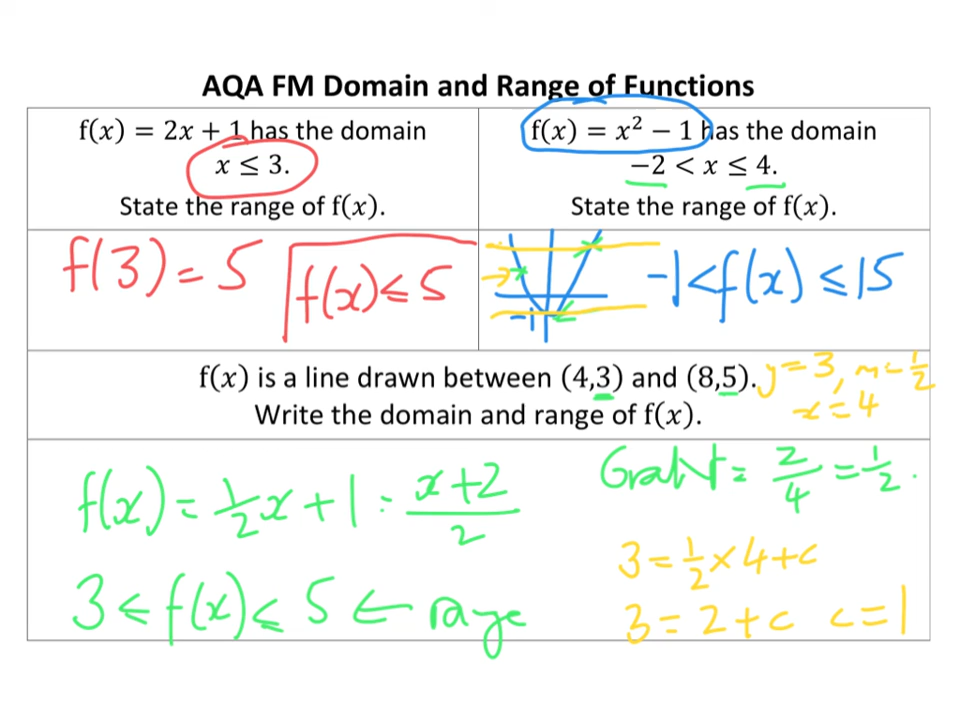 AQA FM Domain and Range of Functions
f(x) = 2x + 1 has the domain
x ≤ 3.
State the range of f(x).
f(x) = x² − 1 has the domain
−2 < x ≤ 4.
State the range of f(x).
f(3) = 5 f(x) ≤ 5
-1
-1 < f(x) ≤ 15
f(x) is a line drawn between (4,3) and (8,5).
Write the domain and range of f(x).
y = 3, m = 1/2
x = 4
f(x) = 1/2 x + 1 = x+2/2
3 ≤ f(x) ≤ 5 ← range
GradNT = 2/4 = 1/2.
3 = 1/2 × 4 + c
3 = 2 + c c = 1